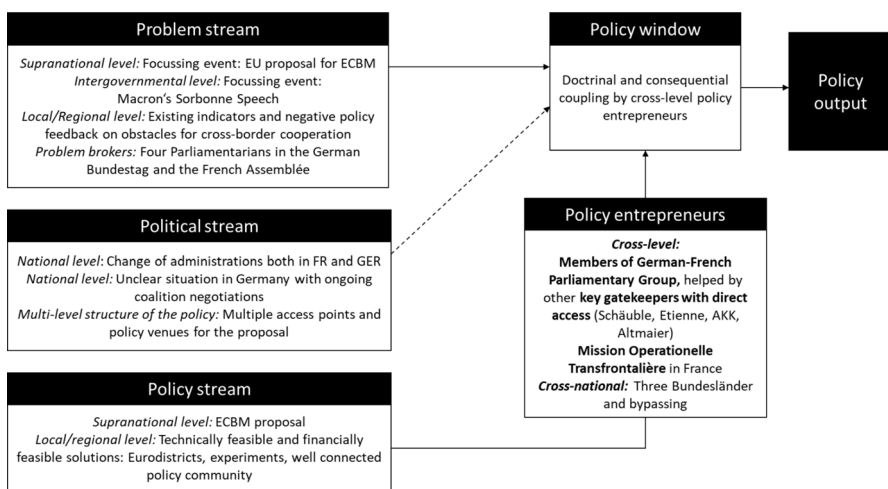 Problem stream
Supranational level: Focussing event: EU proposal for ECBM
Intergovernmental level: Focussing event:
Macron's Sorbonne Speech
Local/Regional level: Existing indicators and negative policy
feedback on obstacles for cross-border cooperation
Problem brokers: Four Parliamentarians in the German
Bundestag and the French Assemblée
Political stream
National level: Change of administrations both in FR and GER
National level: Unclear situation in Germany with ongoing
coalition negotiations
Multi-level structure of the policy: Multiple access points and
policy venues for the proposal
Policy stream
Supranational level: ECBM proposal
Local/regional level: Technically feasible and financially
feasible solutions: Eurodistricts, experiments, well connected
policy community
Policy window
Doctrinal and consequential
coupling by cross-level policy
entrepreneurs
Policy entrepreneurs
Cross-level:
Members of German-French
Parliamentary Group, helped by
other key gatekeepers with direct
access (Schäuble, Etienne, AKK,
Altmaier)
Mission Operationelle
Transfrontalière in France
Cross-national: Three Bundesländer
and bypassing
Policy
output